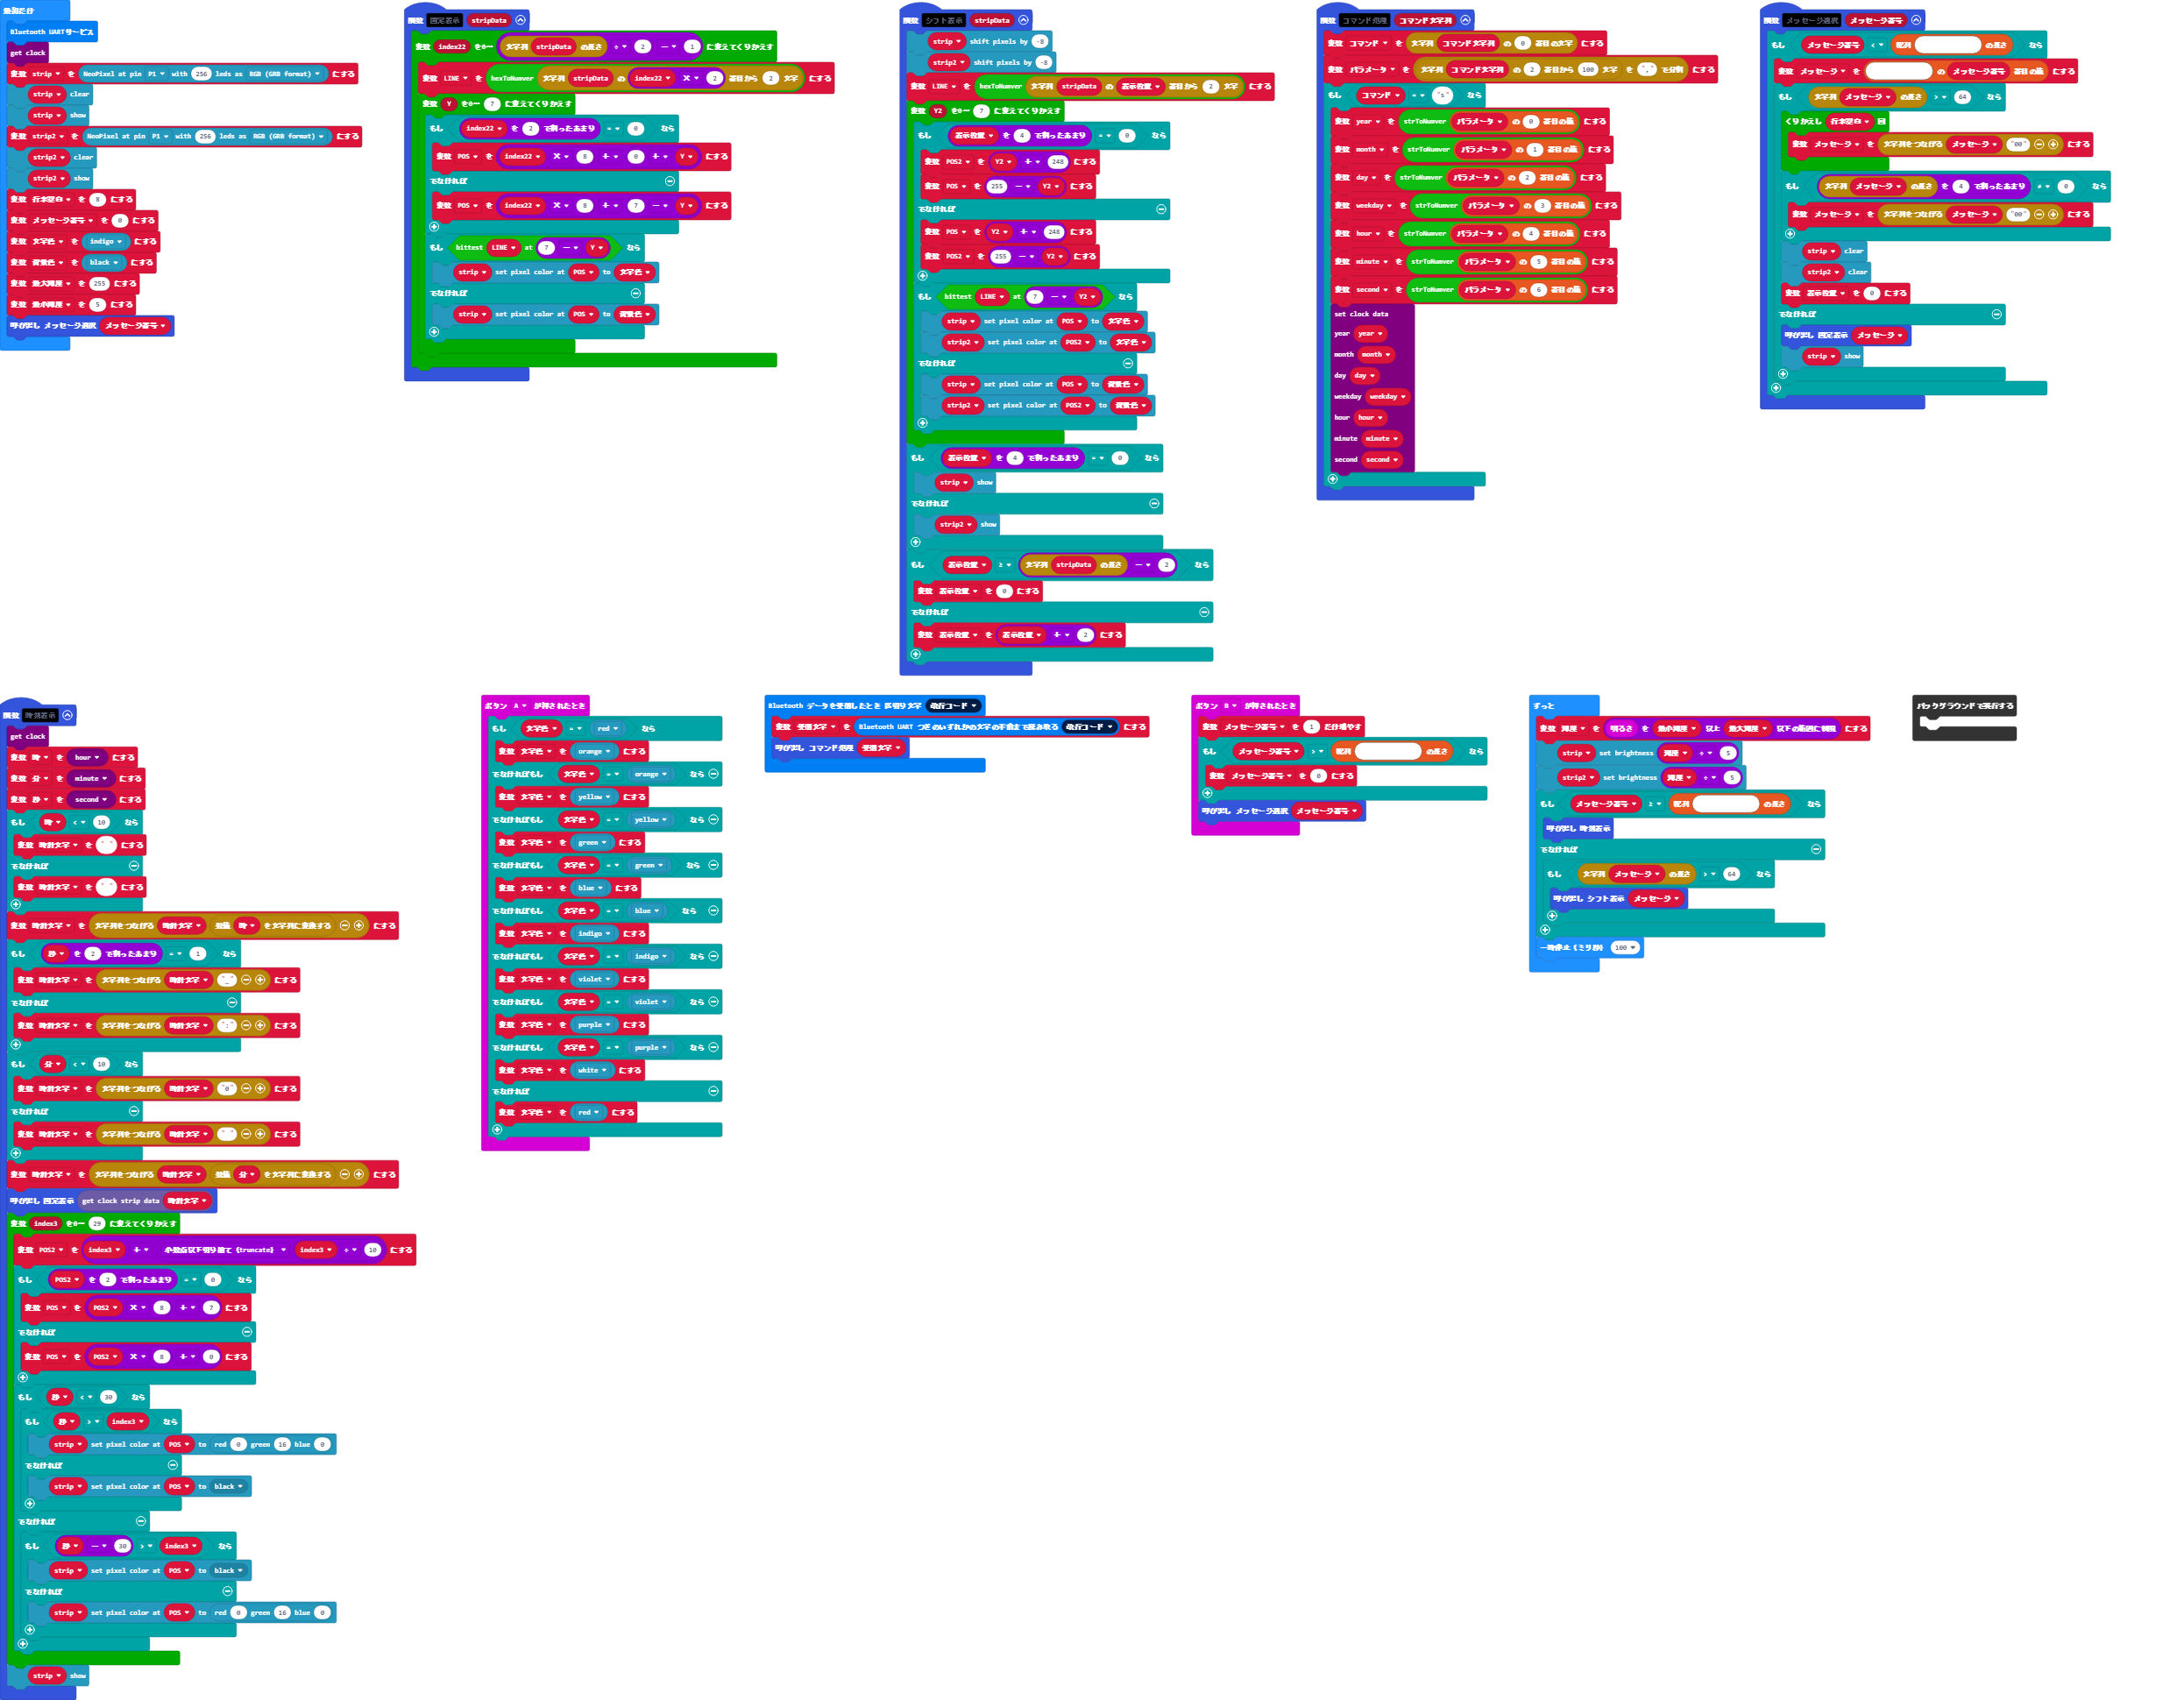 最初だけ
Bluetooth UARTサービス
get clock
変数 strip を NeoPixel at pin P1 with 256 leds as RGB (GRB format) にする
strip clear
strip show
変数 strip2 を NeoPixel at pin P1 with 256 leds as RGB (GRB format) にする
strip2 clear
strip2 show
変数 行末空白 を 8 にする
変数 メッセージ番号 を 0 にする
変数 文字色 を indigo にする
変数 背景色 を black にする
変数 最大輝度 を 255 にする
変数 最小輝度 を 5 にする
呼び出し メッセージ選択 メッセージ番号
関数 固定表示 stripData
変数 index22 を0～ 文字列 stripData の長さ ÷ 2 － 1 に変えてくりかえす
変数 LINE を hexToNumver 文字列 stripData の index22 × 2 番目から 2 文字 にする
変数 Y を0～ 7 に変えてくりかえす
もし index22 を 2 で割ったあまり = 0 なら
変数 POS を index22 × 8 + 0 + Y にする
でなければ
変数 POS を index22 × 8 + 7 － Y にする
もし bittest LINE at 7 － Y なら
strip set pixel color at POS to 文字色
でなければ
strip set pixel color at POS to 背景色
関数 シフト表示 stripData
strip shift pixels by -8
strip2 shift pixels by -8
変数 LINE を hexToNumver 文字列 stripData の 表示位置 番目から 2 文字 にする
変数 Y2 を0～ 7 に変えてくりかえす
もし 表示位置 を 4 で割ったあまり = 0 なら
変数 POS2 を Y2 + 248 にする
変数 POS を 255 － Y2 にする
でなければ
変数 POS を Y2 + 248 にする
変数 POS2 を 255 － Y2 にする
もし bittest LINE at 7 － Y2 なら
strip set pixel color at POS to 文字色
strip2 set pixel color at POS2 to 文字色
でなければ
strip set pixel color at POS to 背景色
strip2 set pixel color at POS2 to 背景色
もし 表示位置 を 4 で割ったあまり = 0 なら
strip show
でなければ
strip2 show
もし 表示位置 ≥ 文字列 stripData の長さ － 2 なら
変数 表示位置 を 0 にする
でなければ
変数 表示位置 を 表示位置 + 2 にする
関数 コマンド処理 コマンド文字列
変数 コマンド を 文字列 コマンド文字列 の 0 番目の文字 にする
変数 パラメータ を 文字列 コマンド文字列 の 2 番目から 100 文字 を "," で分割 にする
もし コマンド = なら
変数 year を strToNumver パラメータ の 0 番目の値 にする
変数 month を strToNumver パラメータ の 1 番目の値 にする
変数 day を strToNumver パラメータ の 2 番目の値 にする
変数 weekday を strToNumver パラメータ の 3 番目の値 にする
変数 hour を strToNumver パラメータ の 4 番目の値 にする
変数 minute を strToNumver パラメータ の 5 番目の値 にする
変数 second を strToNumver パラメータ の 6 番目の値 にする
set clock data
year year
month month
day day
weekday weekday
hour hour
minute minute
second second
関数 メッセージ選択 メッセージ番号
もし メッセージ番号 < 配列 の長さ なら
変数 メッセージ を の メッセージ番号 番目の値 にする
もし 文字列 メッセージ の長さ > 64 なら
くりかえし 行末空白 回
変数 メッセージ を 文字列をつなげる メッセージ "00" にする
もし 文字列 メッセージ の長さ を 4 で割ったあまり ≠ 0 なら
変数 メッセージ を 文字列をつなげる メッセージ "00" にする
strip clear
strip2 clear
変数 表示位置 を 0 にする
でなければ
呼び出し 固定表示 メッセージ
strip show
関数 時刻表示
get clock
変数 時 を hour にする
変数 分 を minute にする
変数 秒 を second にする
もし 時 < 10 なら
変数 時計文字 を " " にする
でなければ
変数 時計文字 を " " にする
変数 時計文字 を 文字列をつなげる 時計文字 数値 時 を文字列に変換する にする
もし 秒 を 2 で割ったあまり = 1 なら
変数 時計文字 を 文字列をつなげる 時計文字 "_" にする
でなければ
変数 時計文字 を 文字列をつなげる 時計文字 ":" にする
もし 分 < 10 なら
変数 時計文字 を 文字列をつなげる 時計文字 "0" にする
でなければ
変数 時計文字 を 文字列をつなげる 時計文字 "" にする
変数 時計文字 を 文字列をつなげる 時計文字 数値 分 を文字列に変換する にする
呼び出し 固定表示 get clock strip data 時計文字
変数 index3 を0～ 29 に変えてくりかえす
変数 POS2 を index3 + 小数点以下切り捨て (truncate) index3 ÷ 10 にする
もし POS2 を 2 で割ったあまり = 0 なら
変数 POS を POS2 × 8 + 7 にする
でなければ
変数 POS を POS2 × 8 + 0 にする
もし 秒 < 30 なら
もし 秒 > index3 なら
strip set pixel color at POS to red 0 green 16 blue 0
でなければ
strip set pixel color at POS to black
でなければ
もし 秒 － 30 > index3 なら
strip set pixel color at POS to black
でなければ
strip set pixel color at POS to red 0 green 16 blue 0
strip show
ボタン A が押されたとき
もし 文字色 = red なら
変数 文字色 を orange にする
でなければもし 文字色 = orange なら
変数 文字色 を yellow にする
でなければもし 文字色 = yellow なら
変数 文字色 を green にする
でなければもし 文字色 = green なら
変数 文字色 を blue にする
でなければもし 文字色 = blue なら
変数 文字色 を indigo にする
でなければもし 文字色 = indigo なら
変数 文字色 を violet にする
でなければもし 文字色 = violet なら
変数 文字色 を purple にする
でなければもし 文字色 = purple なら
変数 文字色 を white にする
でなければ
変数 文字色 を red にする
Bluetooth データを受信したとき 区切り文字 改行コード
変数 受信文字 を Bluetooth UART つぎのいずれかの文字の手前まで読み取る 改行コード にする
呼び出し コマンド処理 受信文字
ボタン B が押されたとき
変数 メッセージ番号 を 1 だけ増やす
もし メッセージ番号 > 配列 の長さ なら
変数 メッセージ番号 を 0 にする
呼び出し メッセージ選択 メッセージ番号
ずっと
変数 輝度 を 明るさ を 最小輝度 以上 最大輝度 以下の範囲に制限 にする
strip set brightness 輝度 ÷ 5
strip2 set brightness 輝度 ÷ 5
もし メッセージ番号 ≥ 配列 の長さ なら
呼び出し 時刻表示
でなければ
もし 文字列 メッセージ の長さ > 64 なら
呼び出し シフト表示 メッセージ
一時停止(ミリ秒) 100
バックグラウンドで実行する